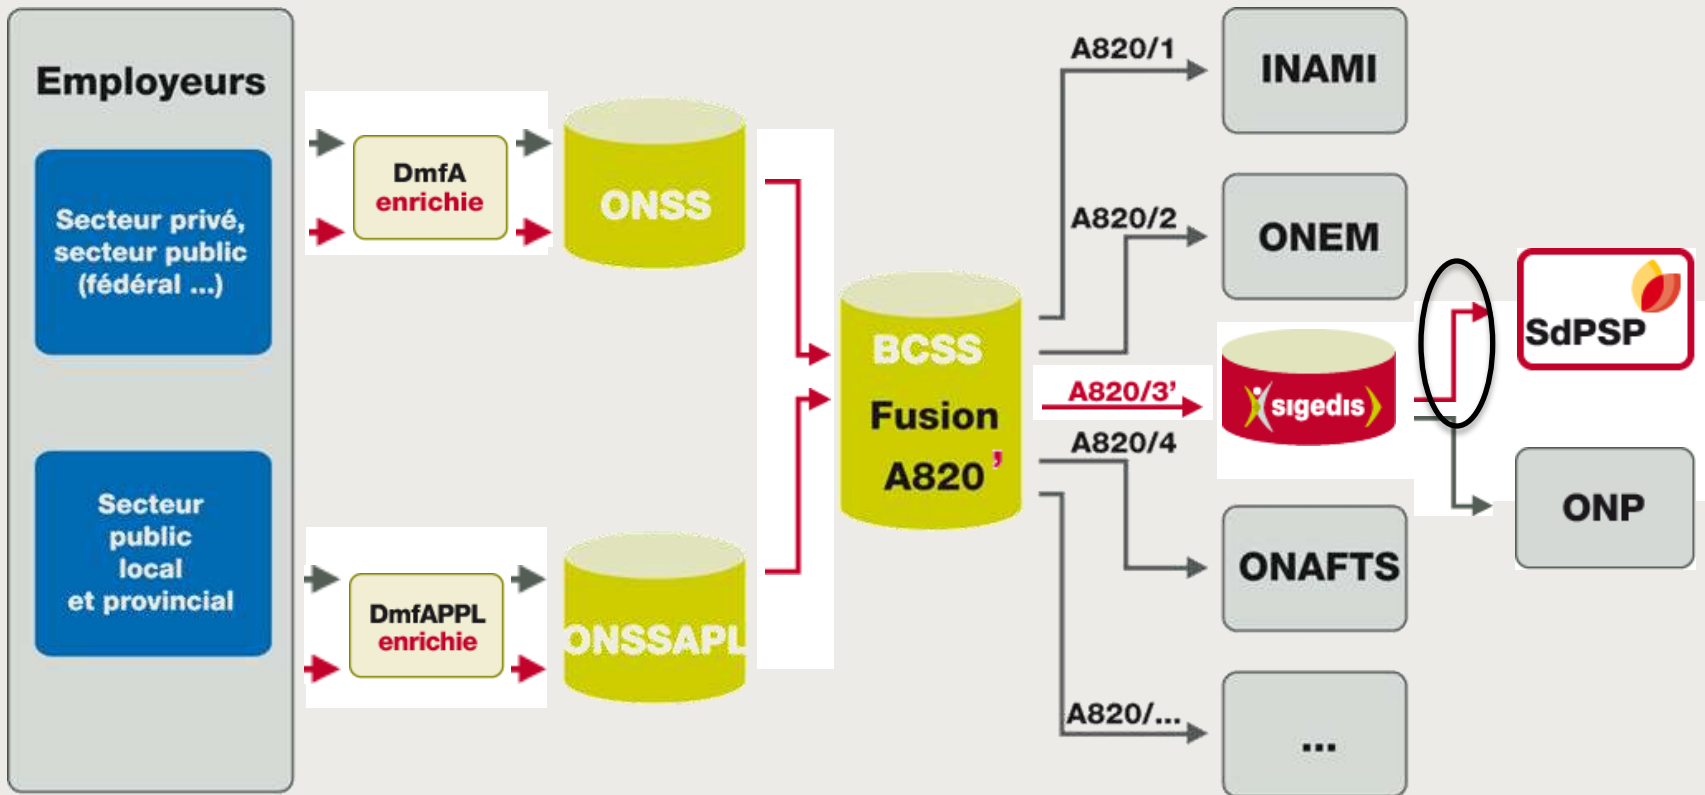 Employeurs
Secteur privé,
secteur public
(fédéral ...)
Secteur
public
local
et provincial
DmfA
enrichie
DmfAPPL
enrichie
ONSS
ONSSAPL
BCSS
Fusion
A820’
A820/1
A820/2
A820/3’
A820/4
A820/...
INAMI
ONEM
sigedis
ONAFTS
...
SdPSP
ONP